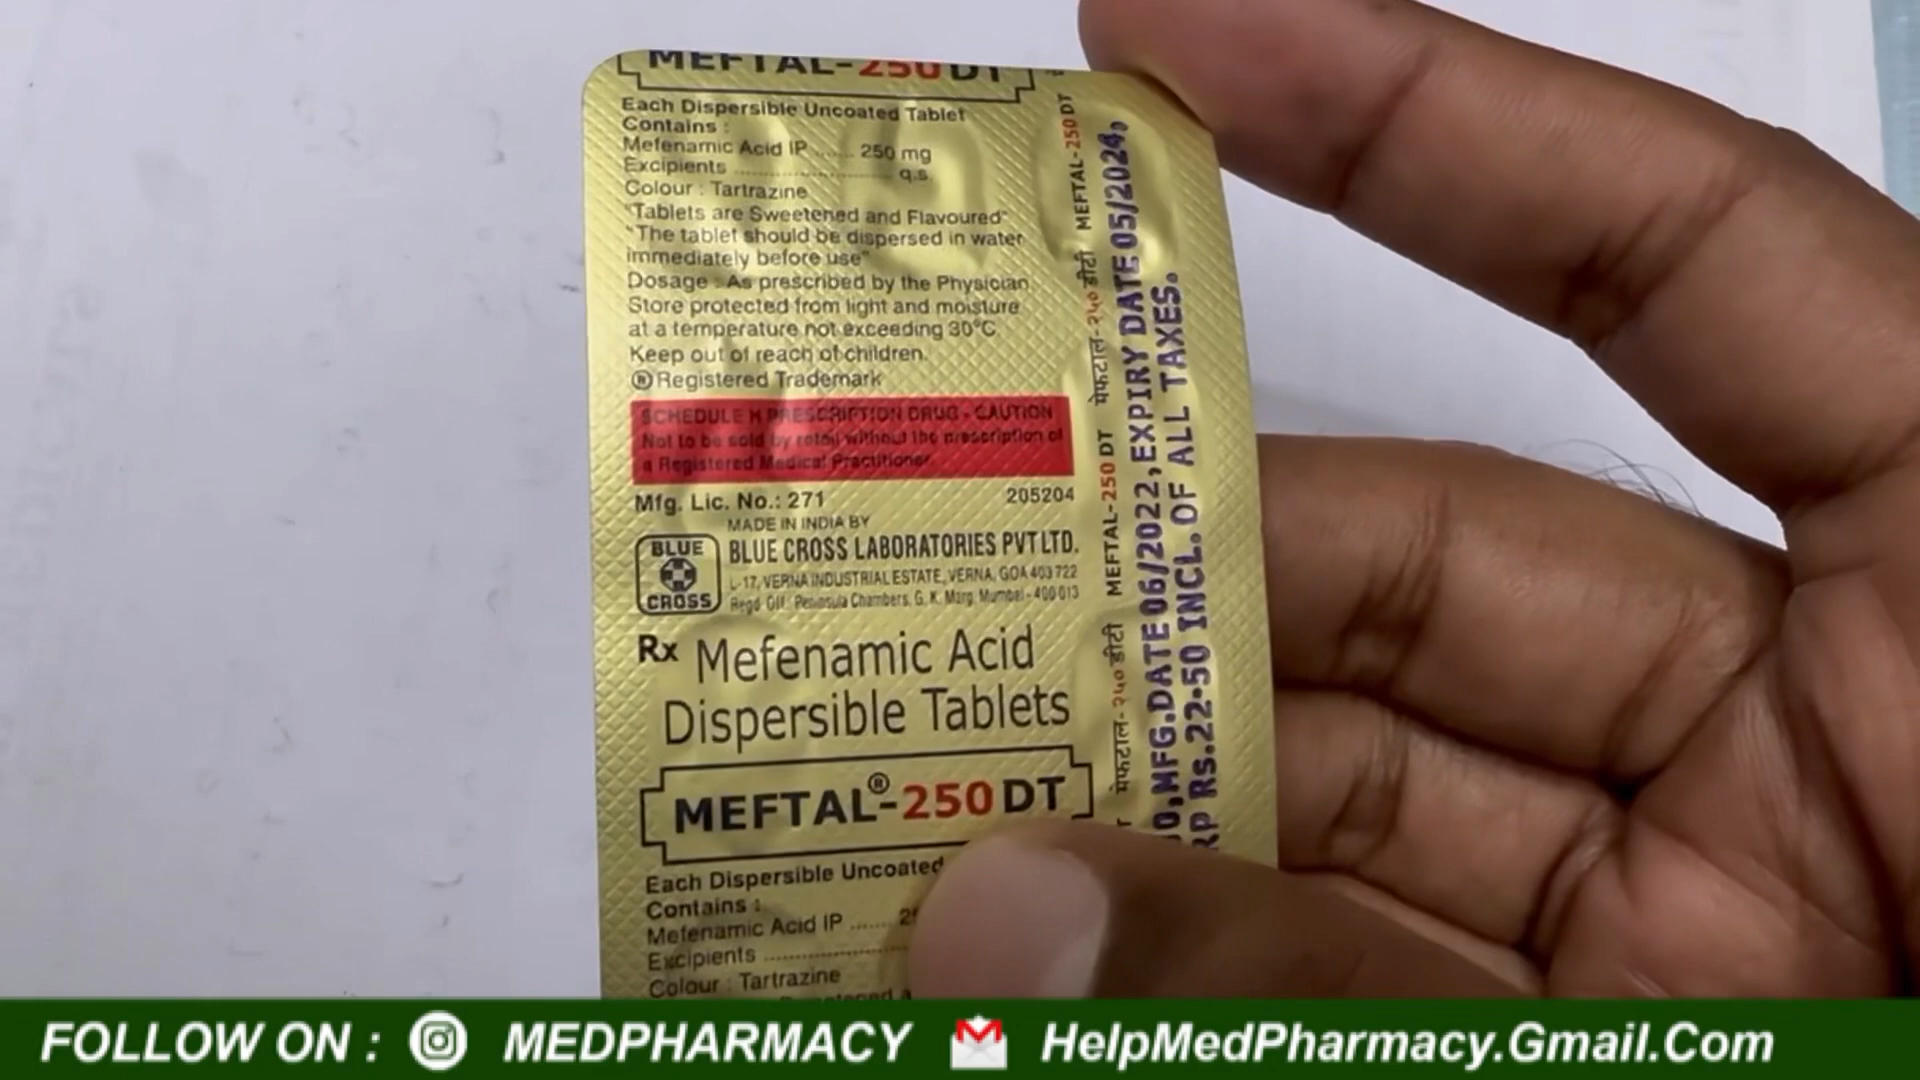 MEFTAL-250 DT
Each Dispersible Uncoated Tablet
Contains :
Mefenamic Acid IP ....... 250 mg
Excipients ........................... q.s.
Colour : Tartrazine
"Tablets are Sweetened and Flavoured"
"The tablet should be dispersed in water
immediately before use"
Dosage : As prescribed by the Physician
Store protected from light and moisture
at a temperature not exceeding 30°C.
Keep out of reach of children.
®Registered Trademark
SCHEDULE H PRESCRIPTION DRUG - CAUTION
Not to be sold by retail without the prescription of
a Registered Medical Practitioner.
Mfg. Lic. No.: 271 205204
MADE IN INDIA BY
BLUE CROSS
BLUE CROSS LABORATORIES PVT LTD.
L-17, VERNA INDUSTRIAL ESTATE, VERNA, GOA 403 722
Regd. Off.: Peninsula Chambers, G. K. Marg, Mumbai - 400 013
Rx Mefenamic Acid
Dispersible Tablets
MEFTAL®-250 DT
Each Dispersible Uncoated
Contains :
Mefenamic Acid IP .......
Excipients ....................
Colour : Tartrazine
मेफटाल-२५० डीटी MEFTAL-250 DT मेफटाल-२५० डीटी MEFTAL-250 DT
MFG.DATE 06/2022,EXPIRY DATE 05/2024,
RP Rs.22-50 INCL. OF ALL TAXES.
FOLLOW ON : MEDPHARMACY HelpMedPharmacy.Gmail.Com